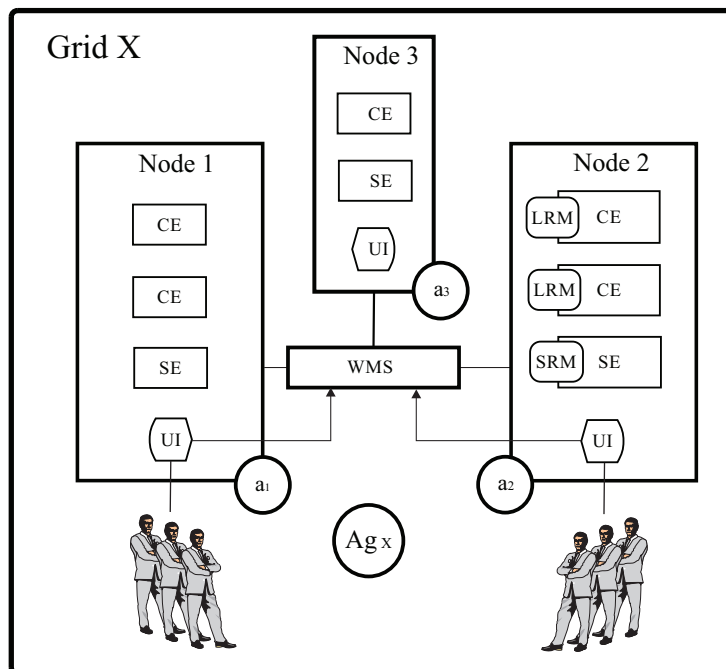 Grid X
Node 3
CE
SE
UI
a3
Node 1
CE
CE
SE
UI
a1
WMS
Node 2
LRM CE
LRM CE
SRM SE
UI
a2
Ag X